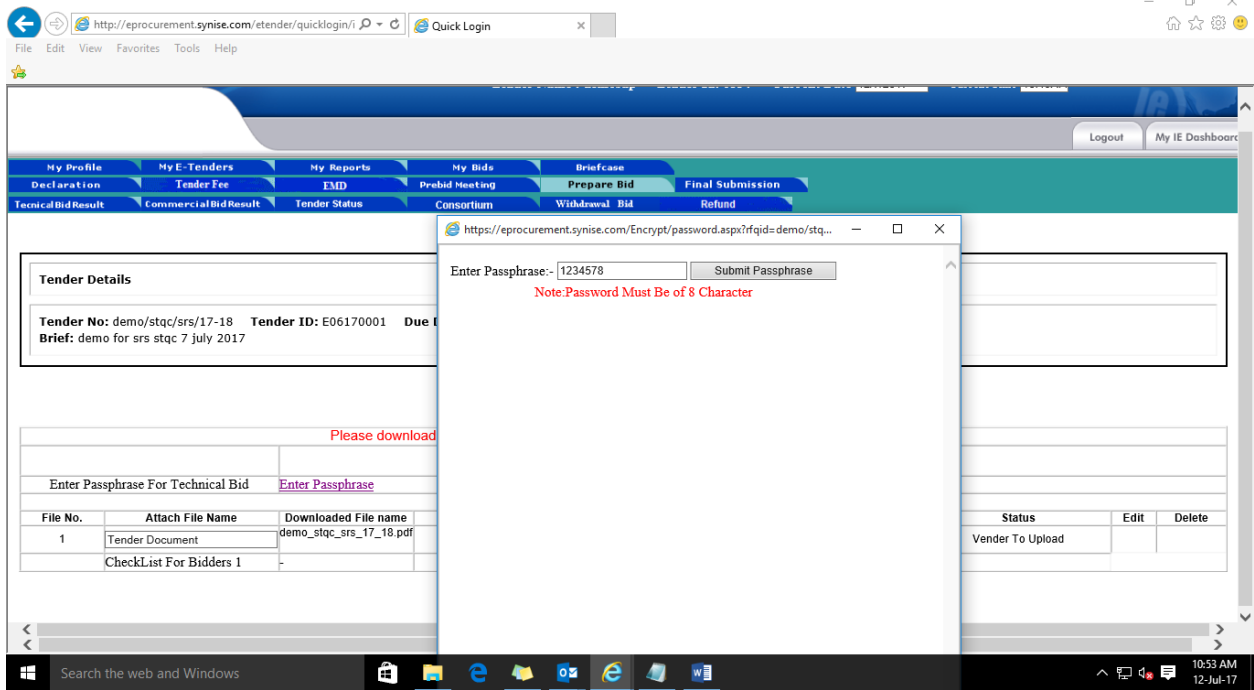 http://eprocurement.synise.com/etender/quicklogin/i
Quick Login
File Edit View Favorites Tools Help
Logout My IE Dashboard
My Profile My E-Tenders My Reports My Bids Briefcase
Declaration Tender Fee EMD Prebid Meeting Prepare Bid Final Submission
Tecnical Bid Result Commercial Bid Result Tender Status Consortium Withdrawal Bid Refund
https://eprocurement.synise.com/Encrypt/password.aspx?rfqid=demo/stq...
Enter Passphrase:- 1234578 Submit Passphrase
Note:Password Must Be of 8 Character
Tender Details
Tender No: demo/stqc/srs/17-18 Tender ID: E06170001 Due
Brief: demo for srs stqc 7 july 2017
Please download
Enter Passphrase For Technical Bid Enter Passphrase
File No. Attach File Name Downloaded File name Status Edit Delete
1 Tender Document demo_stqc_srs_17_18.pdf Vender To Upload
CheckList For Bidders 1 -
Search the web and Windows
10:53 AM
12-Jul-17